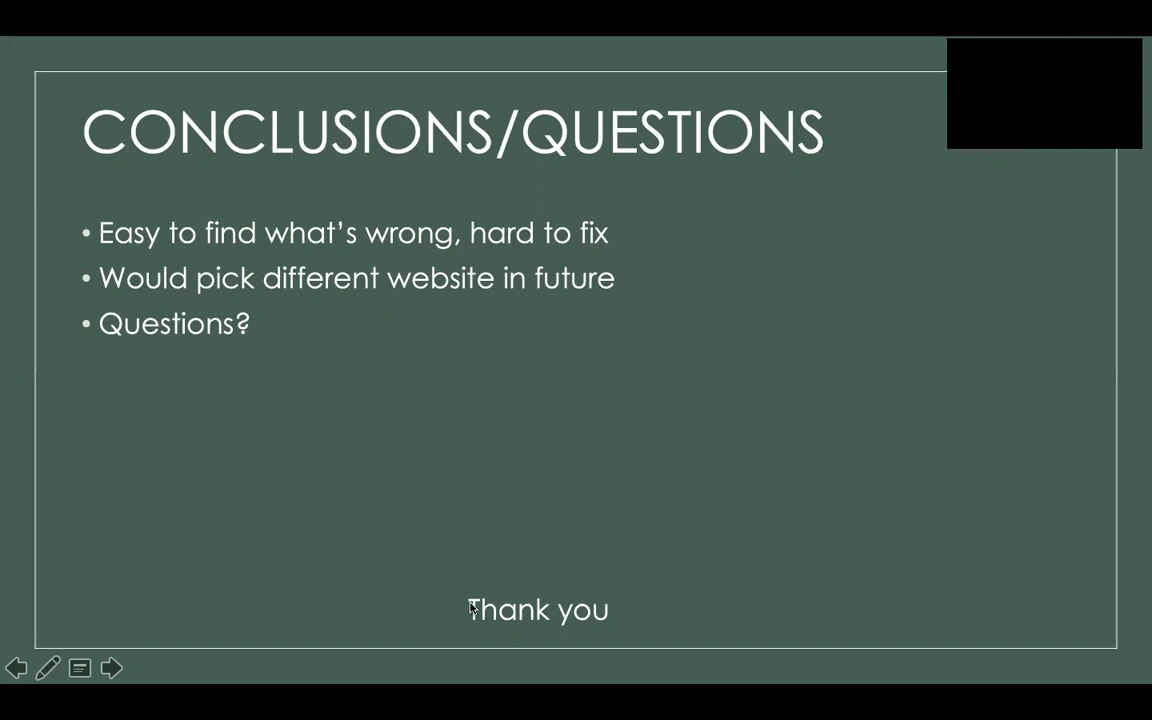 CONCLUSIONS/QUESTIONS
• Easy to find what's wrong, hard to fix
• Would pick different website in future
• Questions?
Thank you